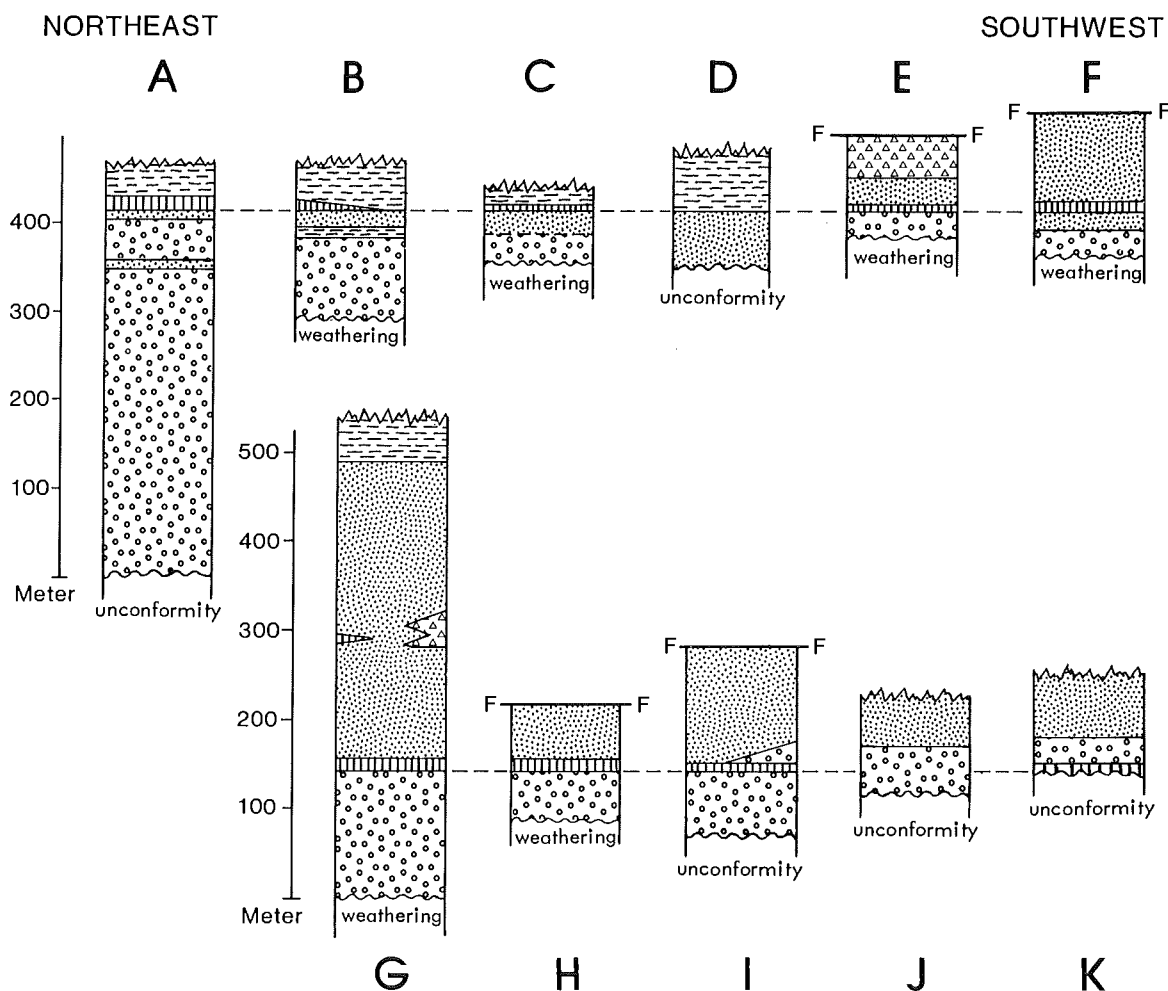 NORTHEAST SOUTHWEST
A B C D E F
F F F F
400
300
200
100
Meter
weathering weathering unconformity weathering weathering
unconformity
500
400
300
200
100
Meter
F F F F
weathering weathering unconformity unconformity unconformity
G H I J K